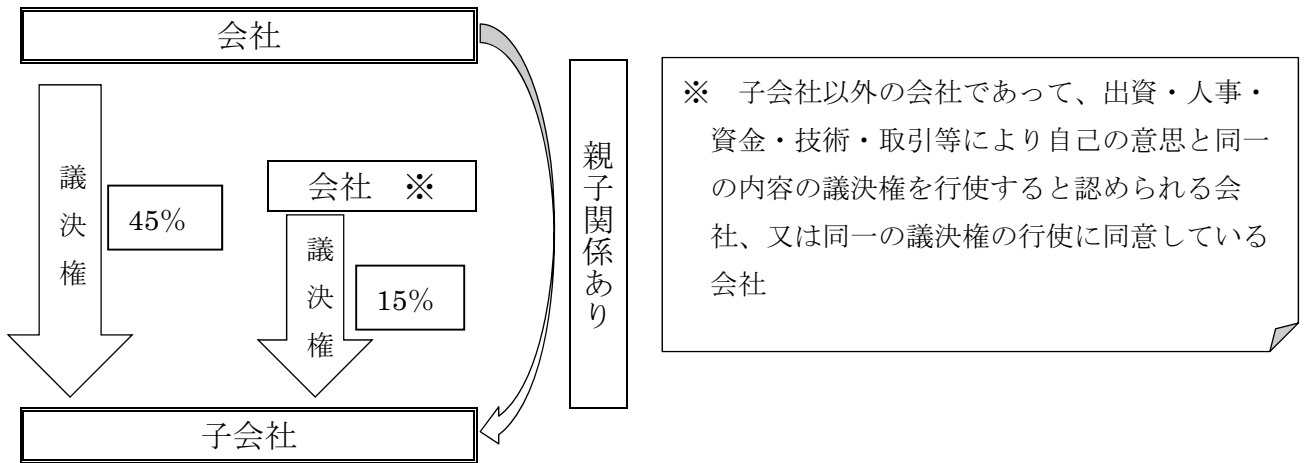 会社
議決権
45%
会社　※
議決権
15%
親子関係あり
子会社
※　子会社以外の会社であって、出資・人事・
資金・技術・取引等により自己の意思と同一
の内容の議決権を行使すると認められる会
社、又は同一の議決権の行使に同意している
会社